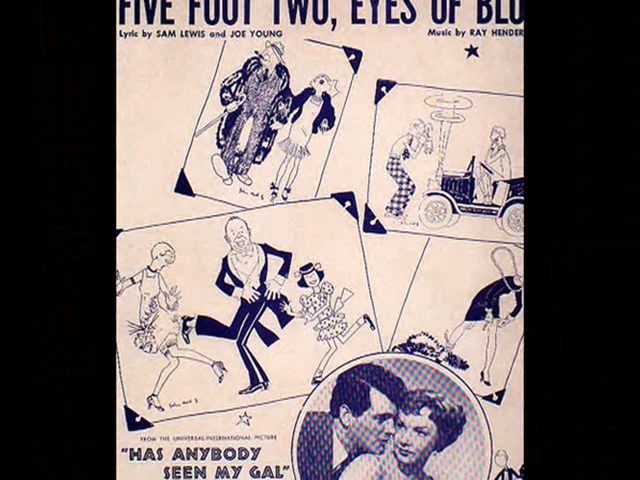 FIVE FOOT TWO, EYES OF BLU
Lyric by SAM LEWIS and JOE YOUNG
Music by RAY HENDER
FROM THE UNIVERSAL-INTERNATIONAL PICTURE
"HAS ANYBODY
SEEN MY GAL"